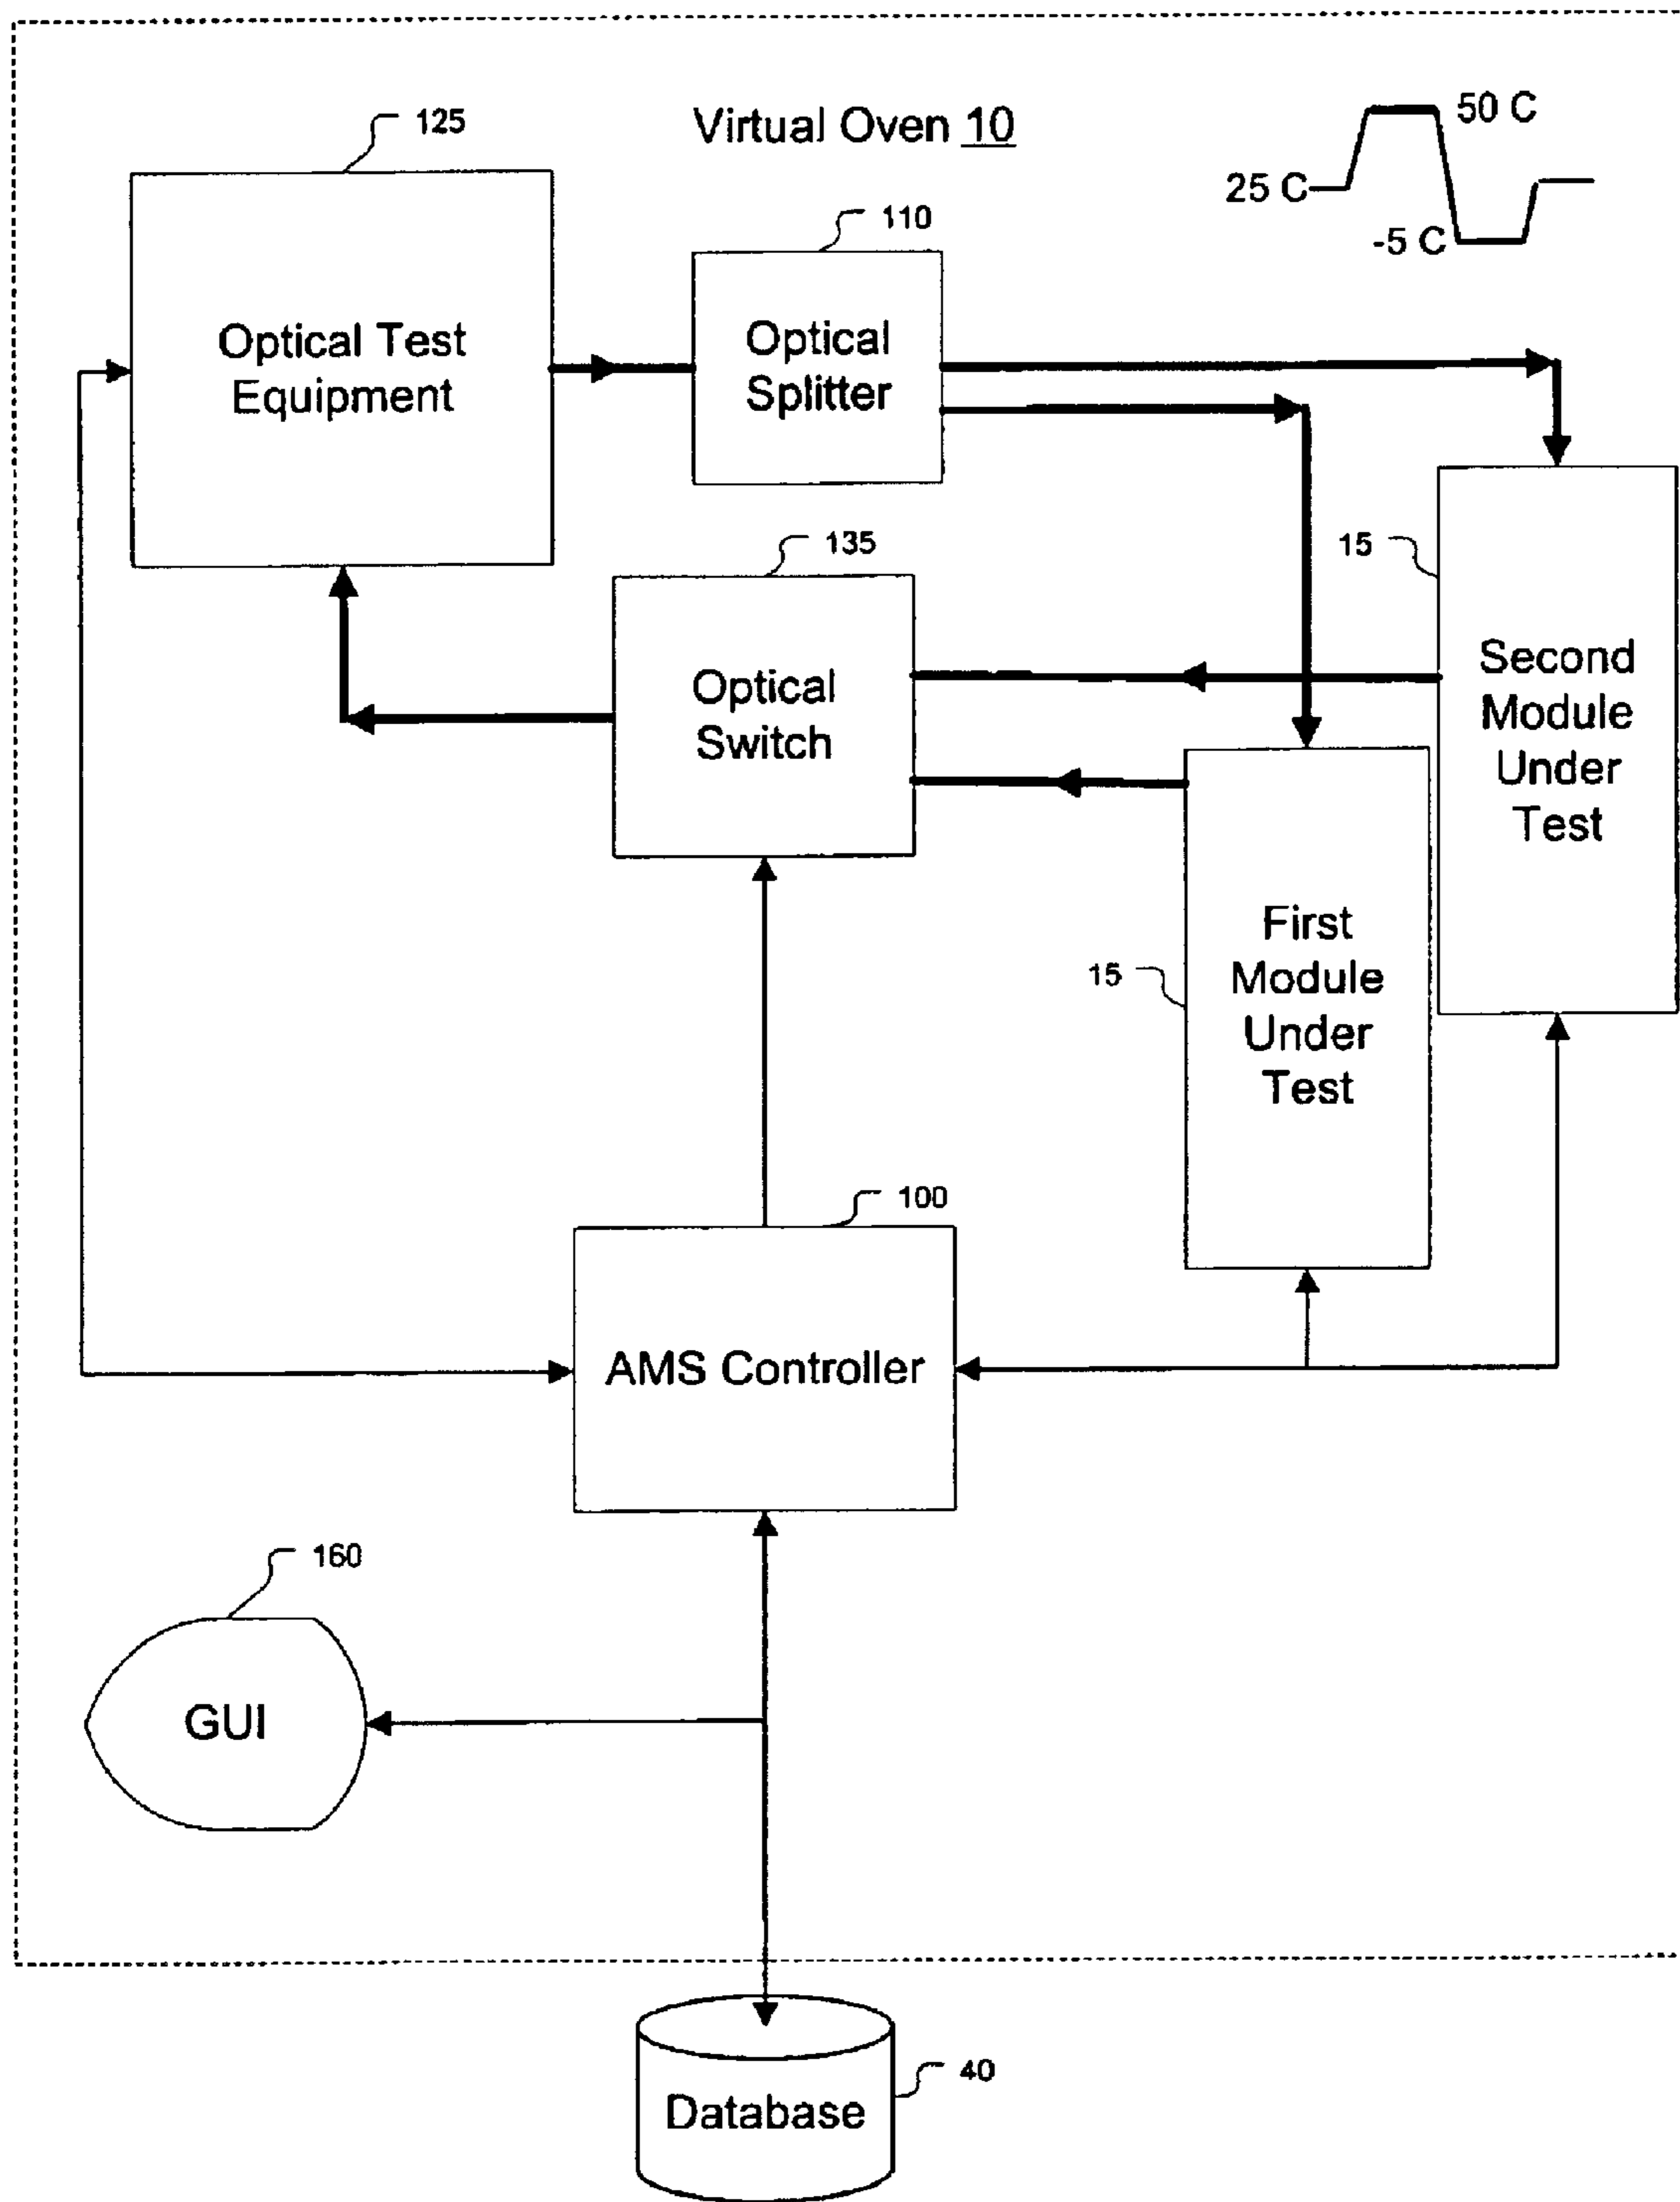 125
Virtual Oven 10
50 C
25 C
-5 C
110
Optical Test
Equipment
Optical
Splitter
135
15
Optical
Switch
Second
Module
Under
Test
15
First
Module
Under
Test
100
AMS Controller
160
GUI
40
Database